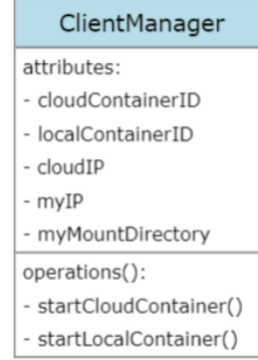 ClientManager
attributes:
- cloudContainerID
- localContainerID
- cloudIP
- myIP
- myMountDirectory
operations():
- startCloudContainer()
- startLocalContainer()